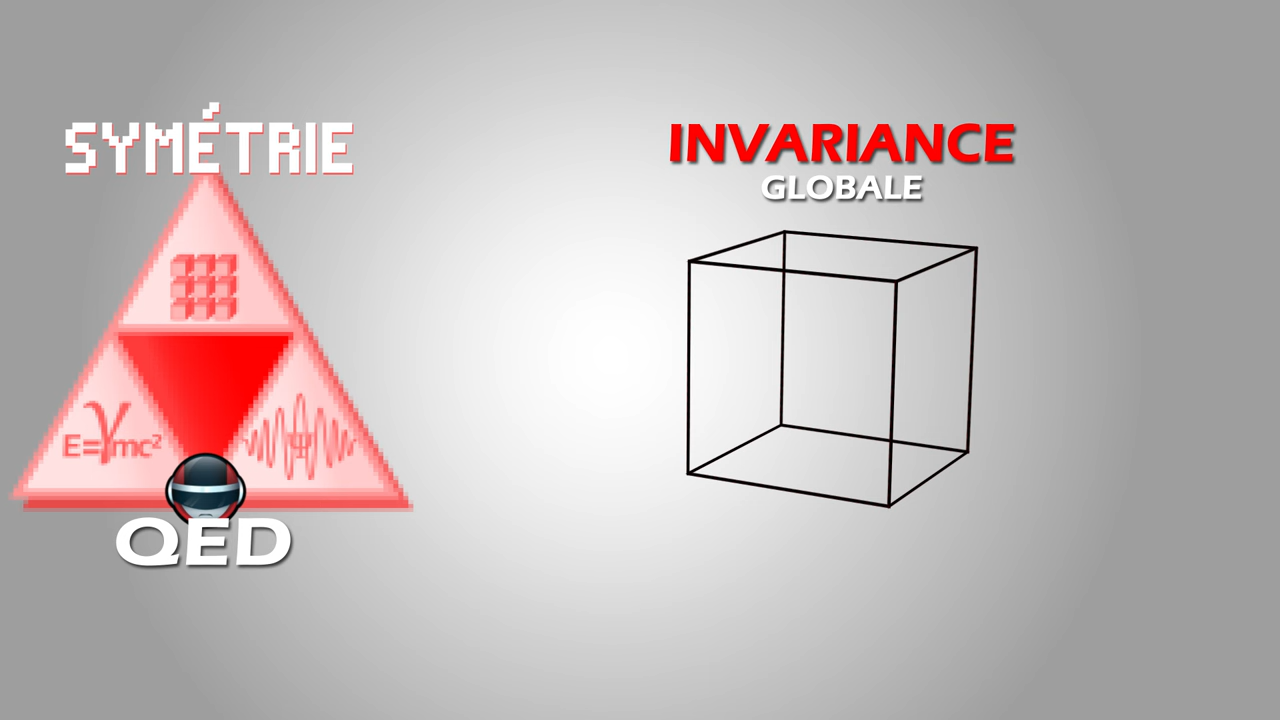 SYMÉTRIE
E=γmc²
Ψ
QED
INVARIANCE
GLOBALE